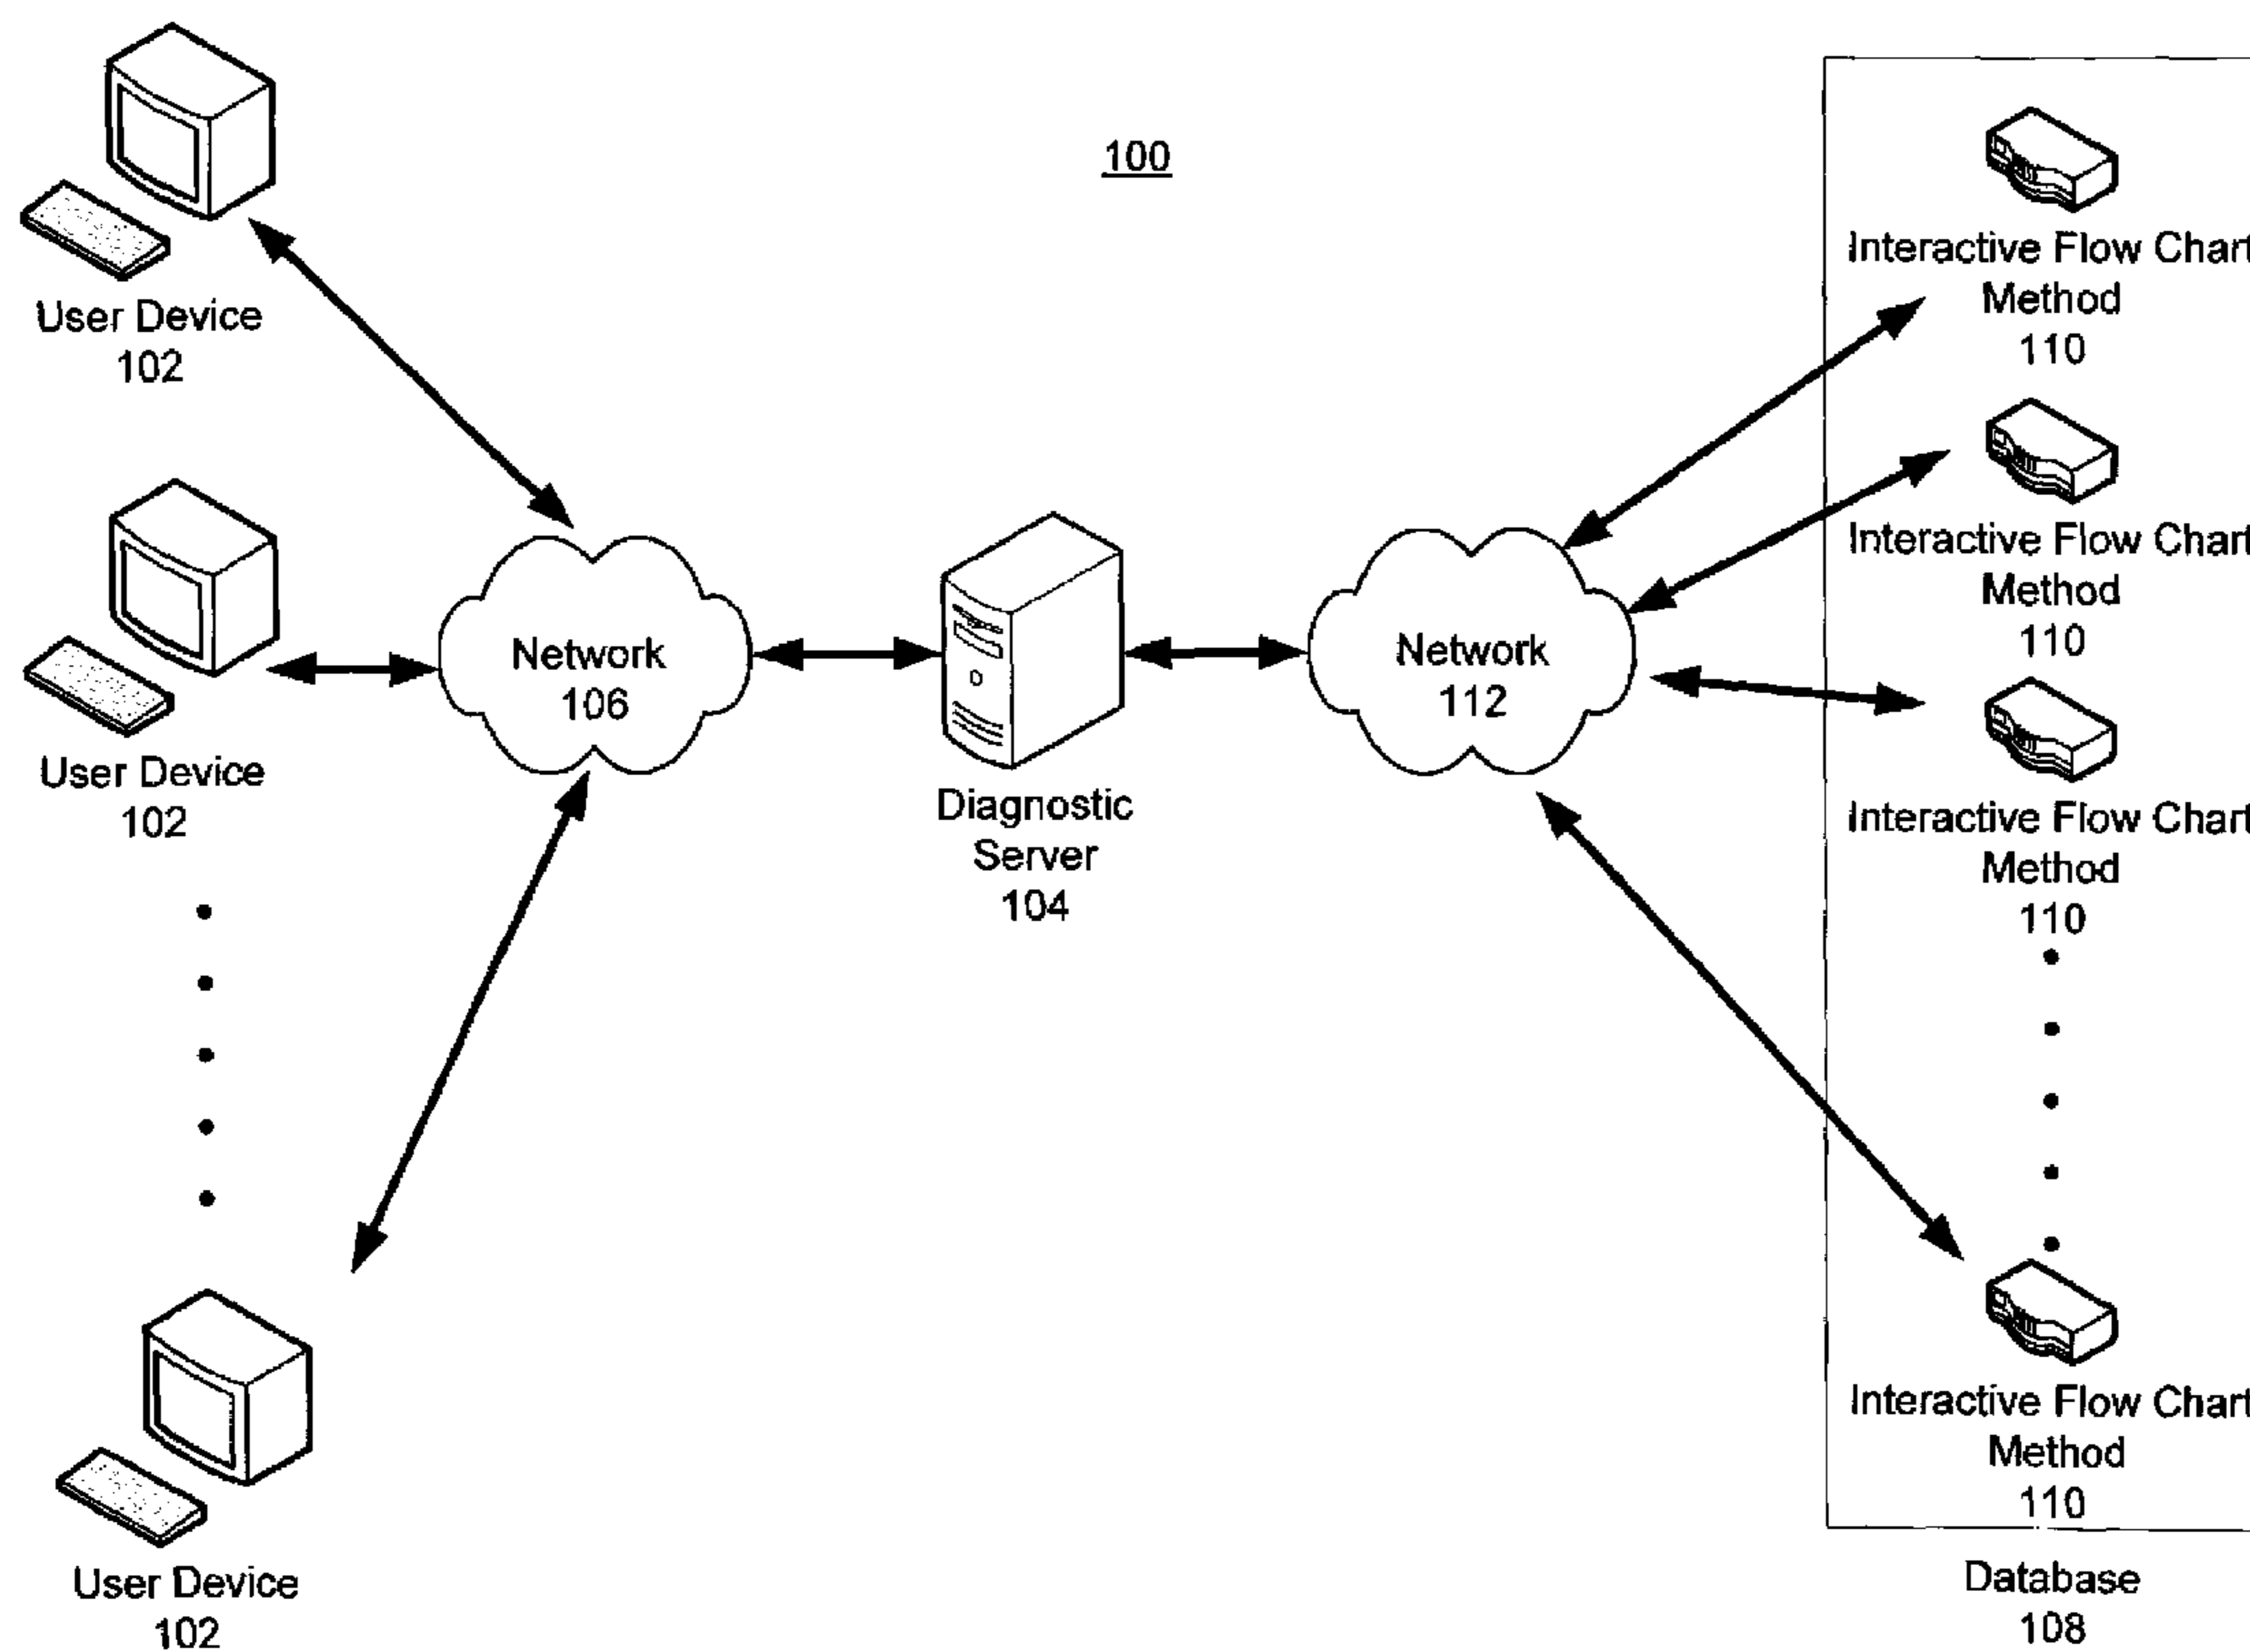 100
User Device
102
User Device
102
User Device
102
Network
106
Diagnostic
Server
104
Network
112
Interactive Flow Chart
Method
110
Interactive Flow Chart
Method
110
Interactive Flow Chart
Method
110
Interactive Flow Chart
Method
110
Database
108